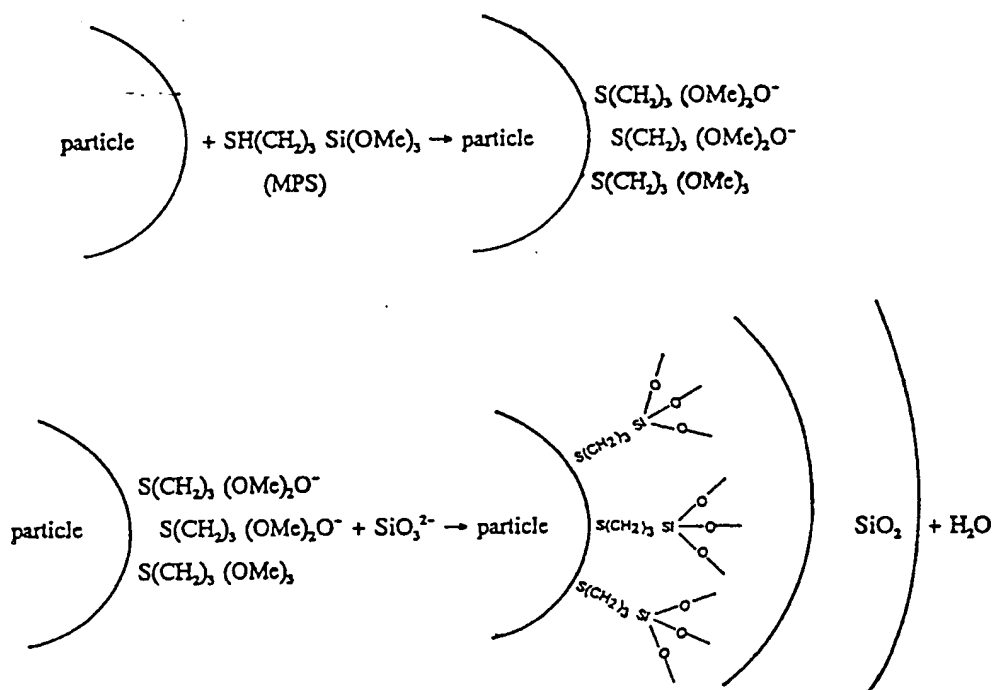 S(CH₂)₃ (OMe)₂O⁻
particle + SH(CH₂)₃ Si(OMe)₃ → particle S(CH₂)₃ (OMe)₂O⁻
(MPS) S(CH₂)₃ (OMe)₃
S(CH₂)₃ Si
O
O
O
S(CH₂)₃ (OMe)₂O⁻
particle S(CH₂)₃ (OMe)₂O⁻ + SiO₃²⁻ → particle S(CH₂)₃ Si O SiO₂ + H₂O
O
O
S(CH₂)₃ (OMe)₃
S(CH₂)₃ Si
O
O
O